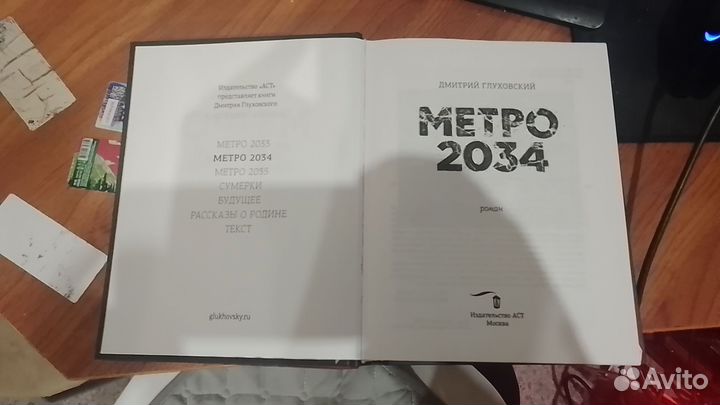 Издательство «АСТ»
представляет книги
Дмитрия Глуховского
МЕТРО 2033
МЕТРО 2034
МЕТРО 2035
СУМЕРКИ
БУДУЩЕЕ
РАССКАЗЫ О РОДИНЕ
ТЕКСТ
glukhovsky.ru
ДМИТРИЙ ГЛУХОВСКИЙ
МЕТРО
2034
роман
Издательство АСТ
Москва
Avito